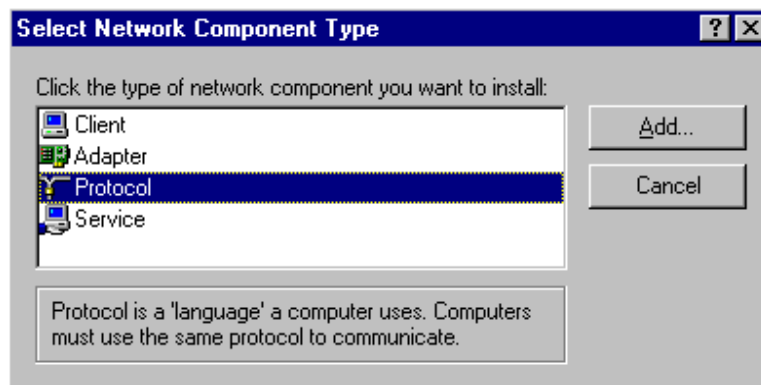 Select Network Component Type
Click the type of network component you want to install:
Client
Adapter
Protocol
Service
Add...
Cancel
Protocol is a 'language' a computer uses. Computers
must use the same protocol to communicate.